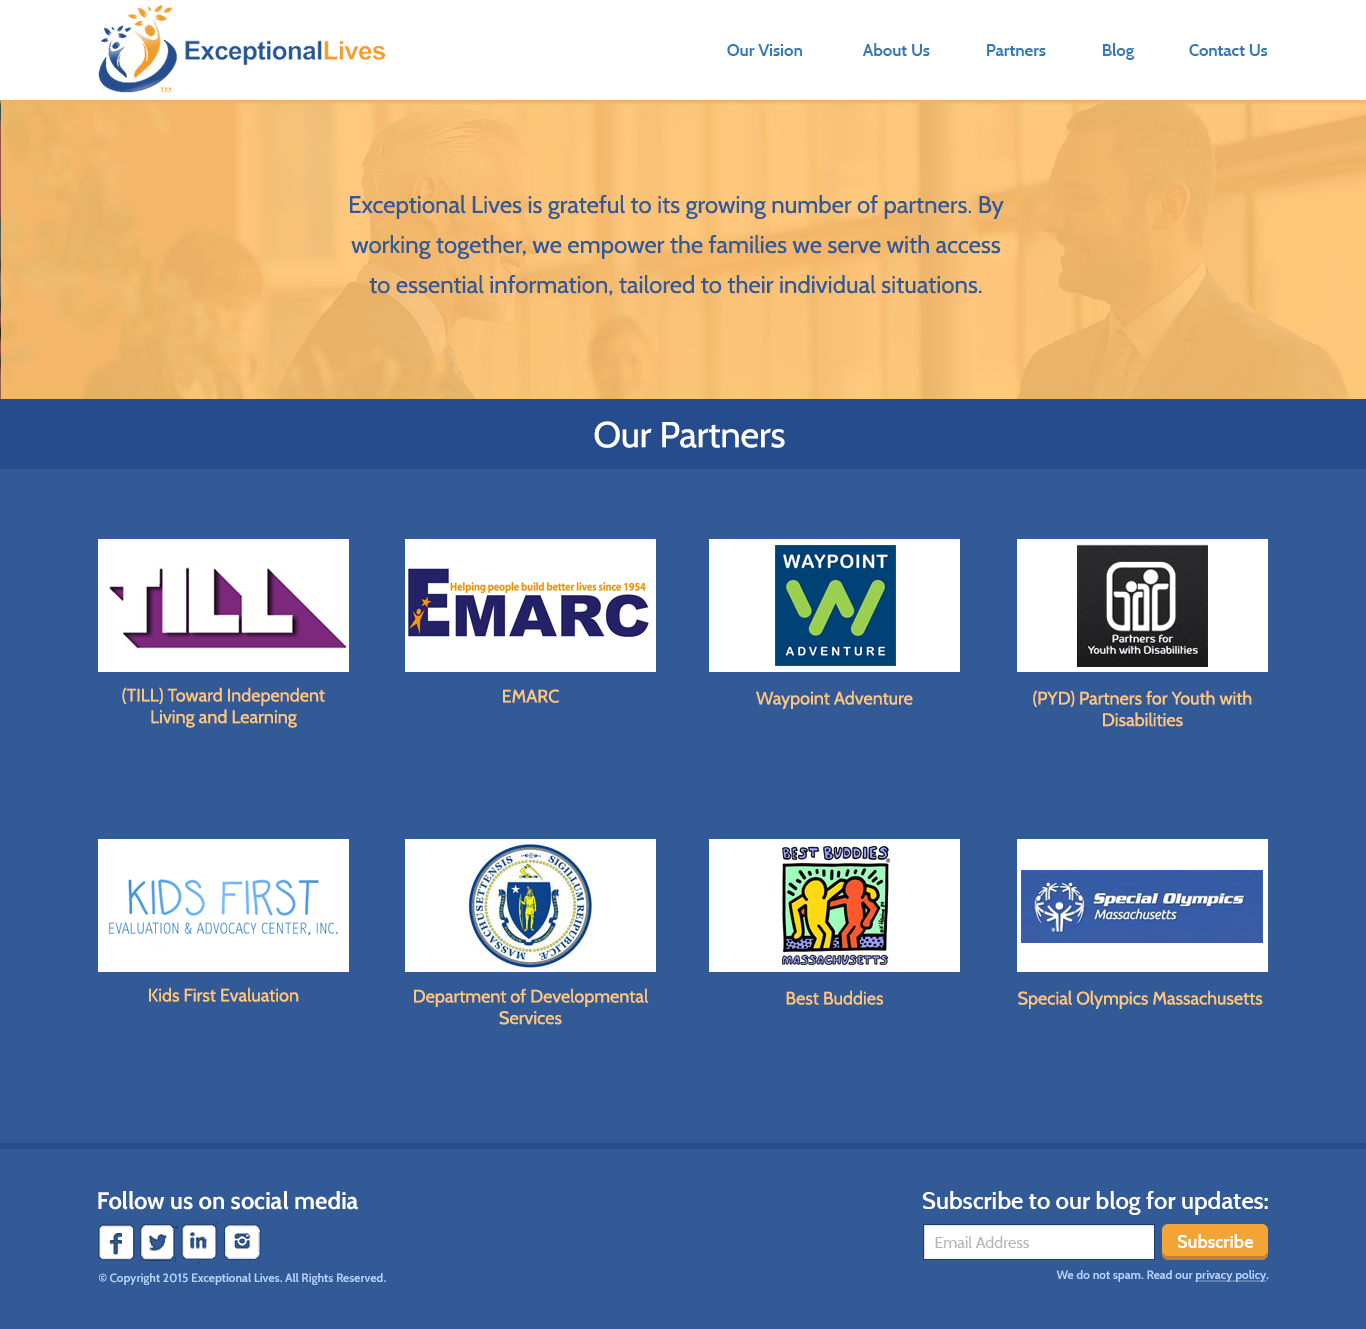 ExceptionalLives
TM
Our Vision
About Us
Partners
Blog
Contact Us
Exceptional Lives is grateful to its growing number of partners. By
working together, we empower the families we serve with access
to essential information, tailored to their individual situations.
Our Partners
TILL
(TILL) Toward Independent
Living and Learning
Helping people build better lives since 1954
EMARC
EMARC
WAYPOINT
ADVENTURE
Waypoint Adventure
Partners for
Youth with Disabilities
(PYD) Partners for Youth with
Disabilities
KIDS FIRST
EVALUATION & ADVOCACY CENTER, INC.
Kids First Evaluation
SIGILLUM REIPUBLICÆ MASSACHUSETTENSIS
Department of Developmental
Services
BEST BUDDIES®
MASSACHUSETTS
Best Buddies
Special Olympics
Massachusetts
Special Olympics Massachusetts
Follow us on social media
f
in
© Copyright 2015 Exceptional Lives. All Rights Reserved.
Subscribe to our blog for updates:
Email Address
Subscribe
We do not spam. Read our privacy policy.